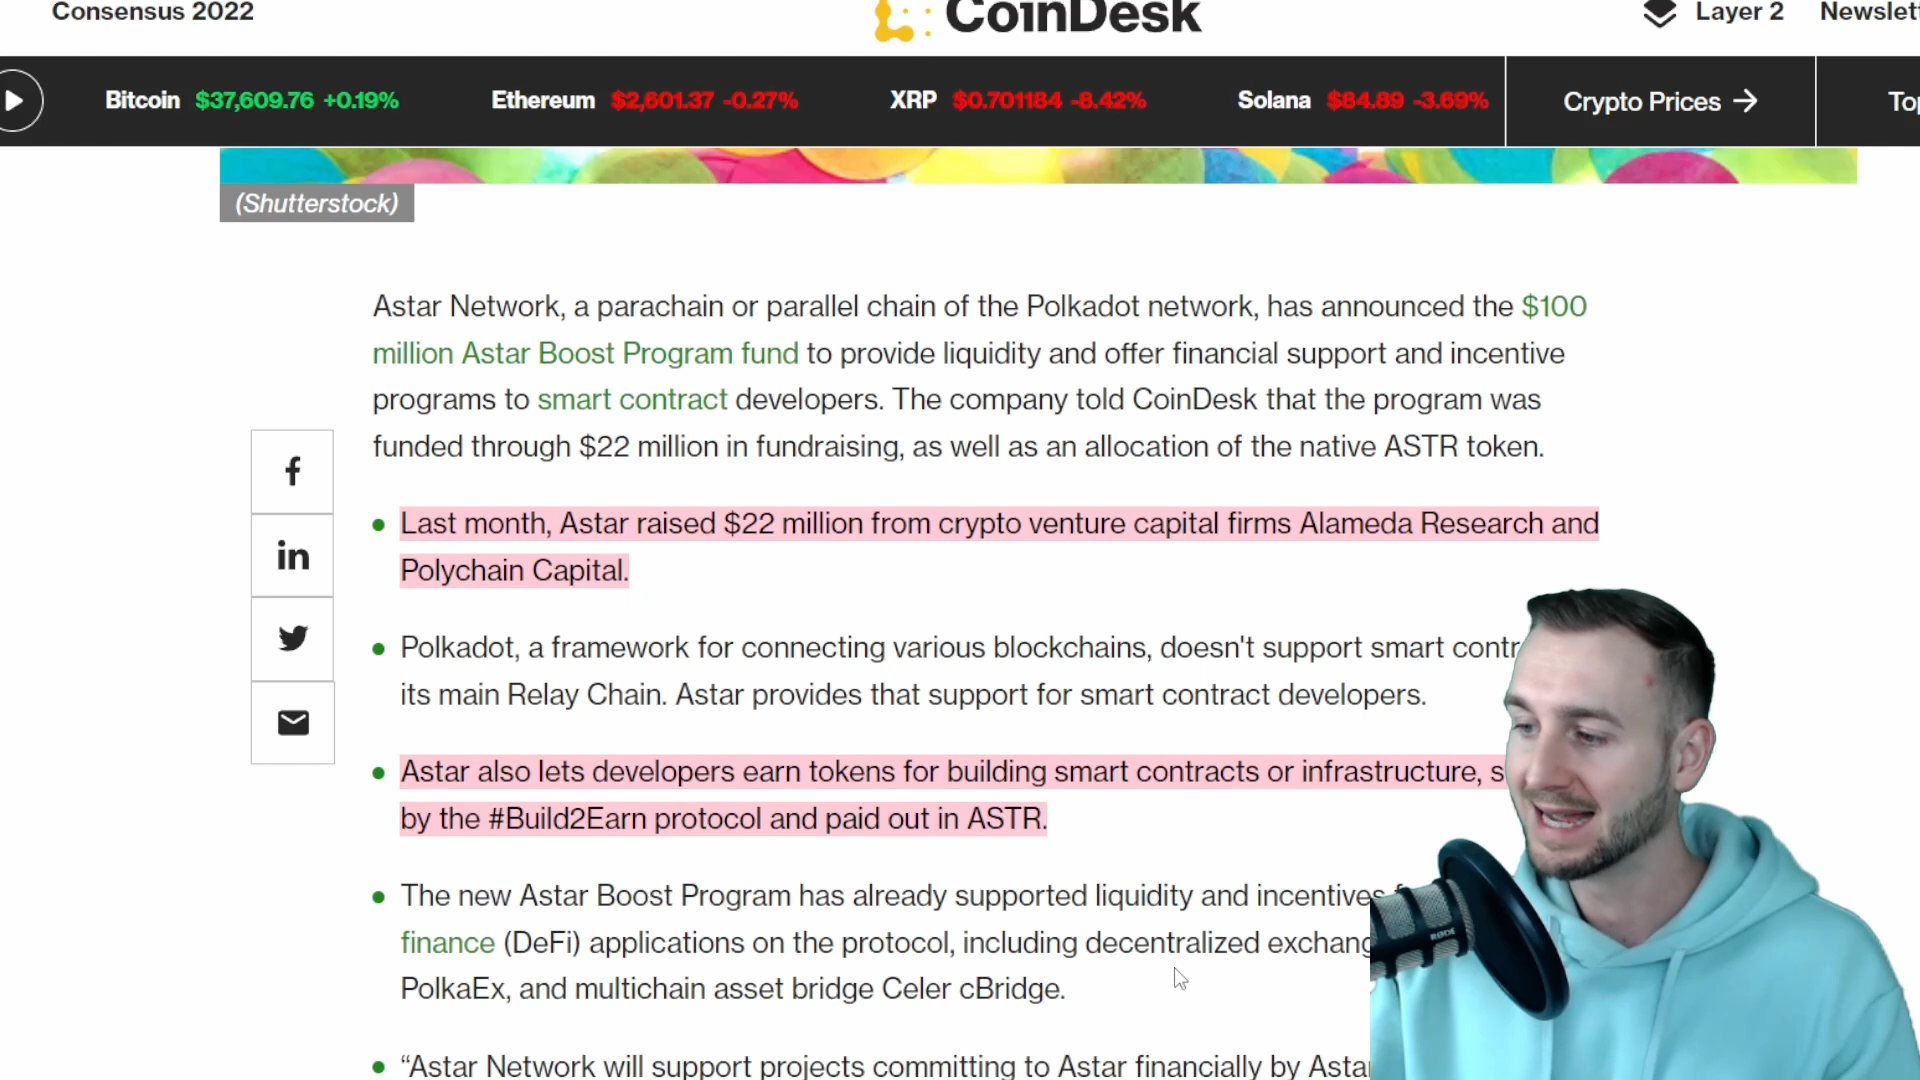 Consensus 2022
CoinDesk
Layer 2
Bitcoin $37,609.76 +0.19%
Ethereum $2,601.37 -0.27%
XRP $0.701184 -8.42%
Solana $84.89 -3.69%
Crypto Prices →
(Shutterstock)
Astar Network, a parachain or parallel chain of the Polkadot network, has announced the $100
million Astar Boost Program fund to provide liquidity and offer financial support and incentive
programs to smart contract developers. The company told CoinDesk that the program was
funded through $22 million in fundraising, as well as an allocation of the native ASTR token.
Last month, Astar raised $22 million from crypto venture capital firms Alameda Research and
Polychain Capital.
Polkadot, a framework for connecting various blockchains, doesn't support smart
its main Relay Chain. Astar provides that support for smart contract developers.
Astar also lets developers earn tokens for building smart contracts or infrastructure,
by the #Build2Earn protocol and paid out in ASTR.
The new Astar Boost Program has already supported liquidity and incentives
finance (DeFi) applications on the protocol, including decentralized
PolkaEx, and multichain asset bridge Celer cBridge.
“Astar Network will support projects committing to Astar financially by
RØDE